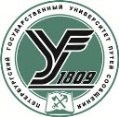 ПЕТЕРБУРГСКИЙ ГОСУДАРСТВЕННЫЙ УНИВЕРСИТЕТ ПУТЕЙ СООБЩЕНИЯ
1809